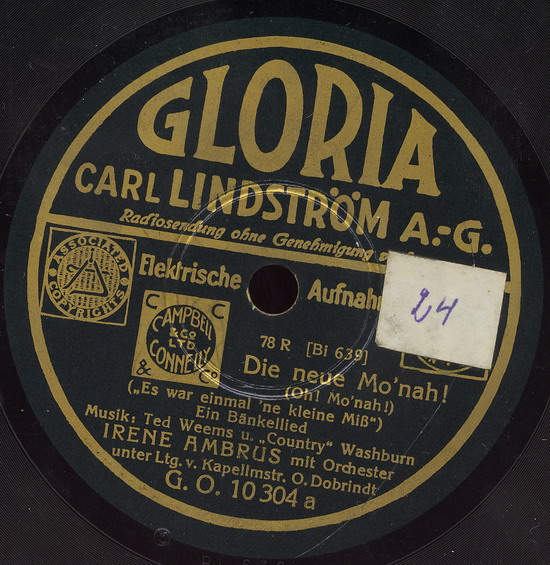 GLORIA
CARL LINDSTRÖM A.-G.
Radiosendung ohne Genehmigung
ASSOCIATED
COPYRIGHTS
Elektrische
24
C C
CAMPBELL
& CO
LTD.
CONNELLY
& Co
78 R [Bi 639]
Die neue Mo'nah!
(Oh! Mo'nah!)
(„Es war einmal 'ne kleine Miß“)
Ein Bänkellied
Musik: Ted Weems u. „Country“ Washburn
IRENE AMBRUS mit Orchester
unter Ltg. v. Kapellmstr. O. Dobrindt
G. O. 10 304 a